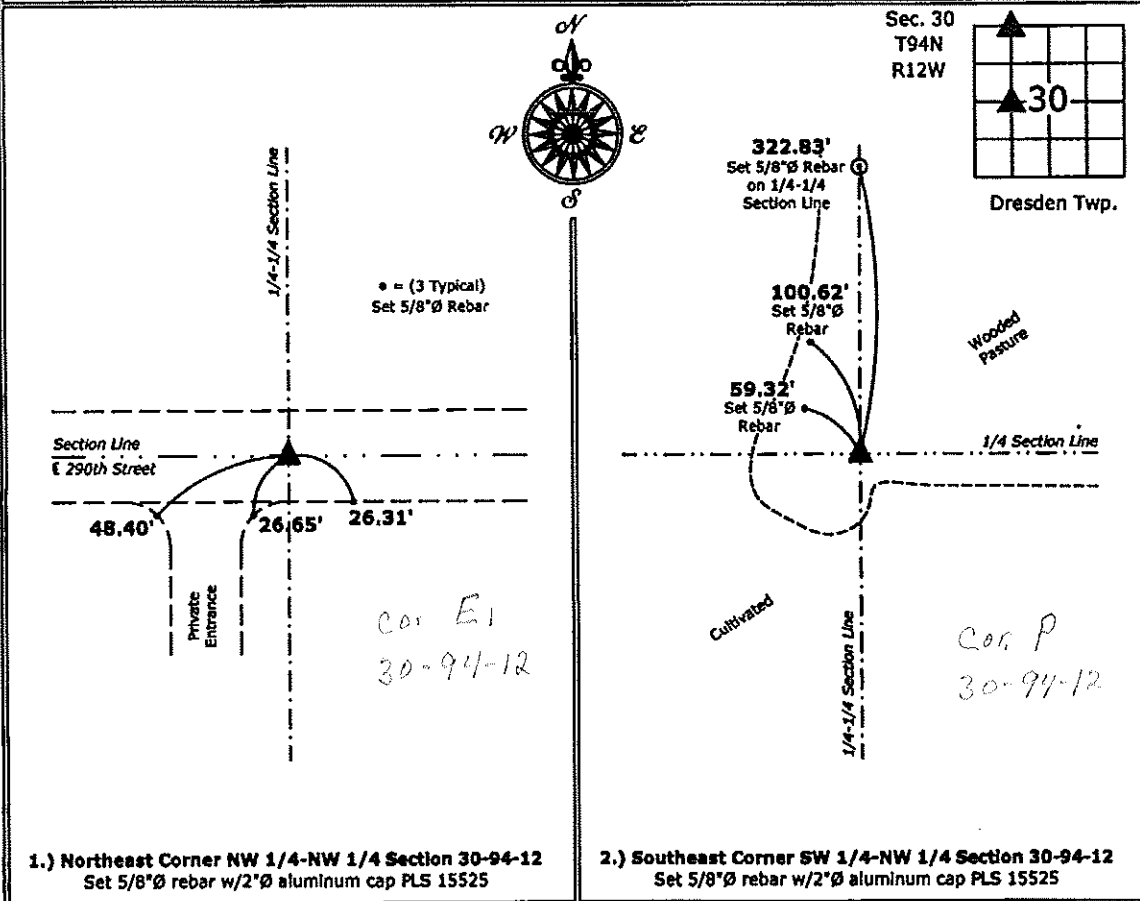 N
W
E
S
Sec. 30
T94N
R12W
30
Dresden Twp.
1/4-1/4 Section Line
• = (3 Typical)
Set 5/8"Ø Rebar
Section Line
℄ 290th Street
48.40'
26.65'
26.31'
Private
Entrance
Cor E1
30-94-12
1.) Northeast Corner NW 1/4-NW 1/4 Section 30-94-12
Set 5/8"Ø rebar w/2"Ø aluminum cap PLS 15525
322.83'
Set 5/8"Ø Rebar
on 1/4-1/4
Section Line
100.62'
Set 5/8"Ø
Rebar
59.32'
Set 5/8"Ø
Rebar
Wooded
Pasture
1/4 Section Line
Cultivated
1/4-1/4 Section Line
Cor. P
30-94-12
2.) Southeast Corner SW 1/4-NW 1/4 Section 30-94-12
Set 5/8"Ø rebar w/2"Ø aluminum cap PLS 15525